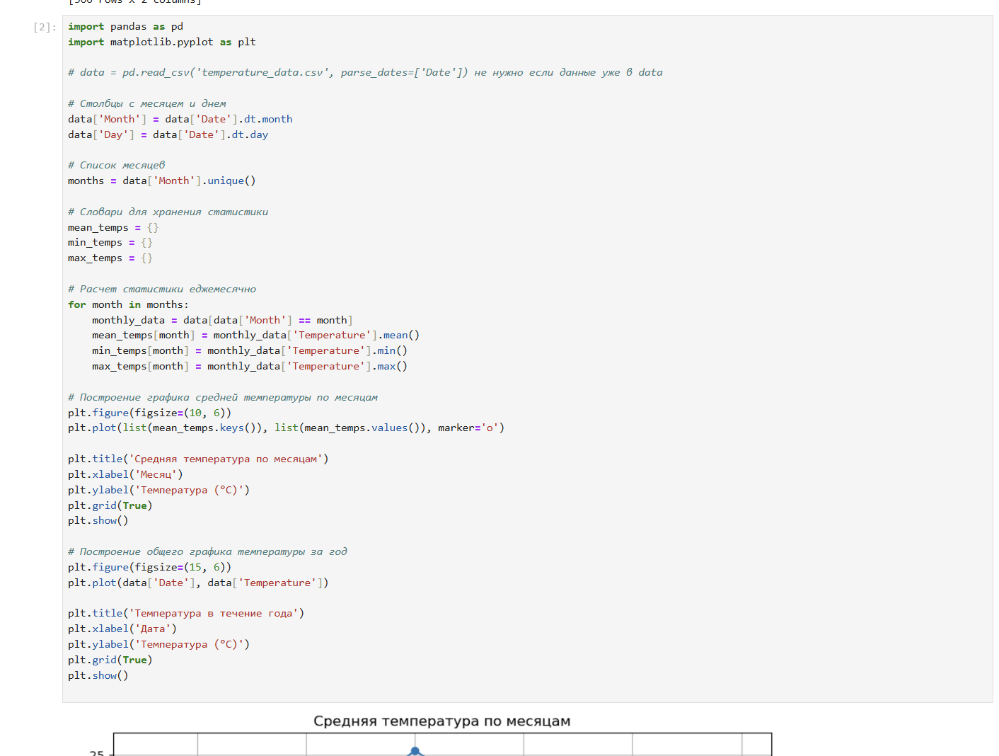 [366 rows x 2 columns]
[2]:
import pandas as pd
import matplotlib.pyplot as plt
# data = pd.read_csv('temperature_data.csv', parse_dates=['Date']) не нужно если данные уже в data
# Столбцы с месяцем и днем
data['Month'] = data['Date'].dt.month
data['Day'] = data['Date'].dt.day
# Список месяцев
months = data['Month'].unique()
# Словари для хранения статистики
mean_temps = {}
min_temps = {}
max_temps = {}
# Расчет статистики еджемесячно
for month in months:
    monthly_data = data[data['Month'] == month]
    mean_temps[month] = monthly_data['Temperature'].mean()
    min_temps[month] = monthly_data['Temperature'].min()
    max_temps[month] = monthly_data['Temperature'].max()
# Построение графика средней температуры по месяцам
plt.figure(figsize=(10, 6))
plt.plot(list(mean_temps.keys()), list(mean_temps.values()), marker='o')
plt.title('Средняя температура по месяцам')
plt.xlabel('Месяц')
plt.ylabel('Температура (°C)')
plt.grid(True)
plt.show()
# Построение общего графика температуры за год
plt.figure(figsize=(15, 6))
plt.plot(data['Date'], data['Temperature'])
plt.title('Температура в течение года')
plt.xlabel('Дата')
plt.ylabel('Температура (°C)')
plt.grid(True)
plt.show()
Средняя температура по месяцам
25